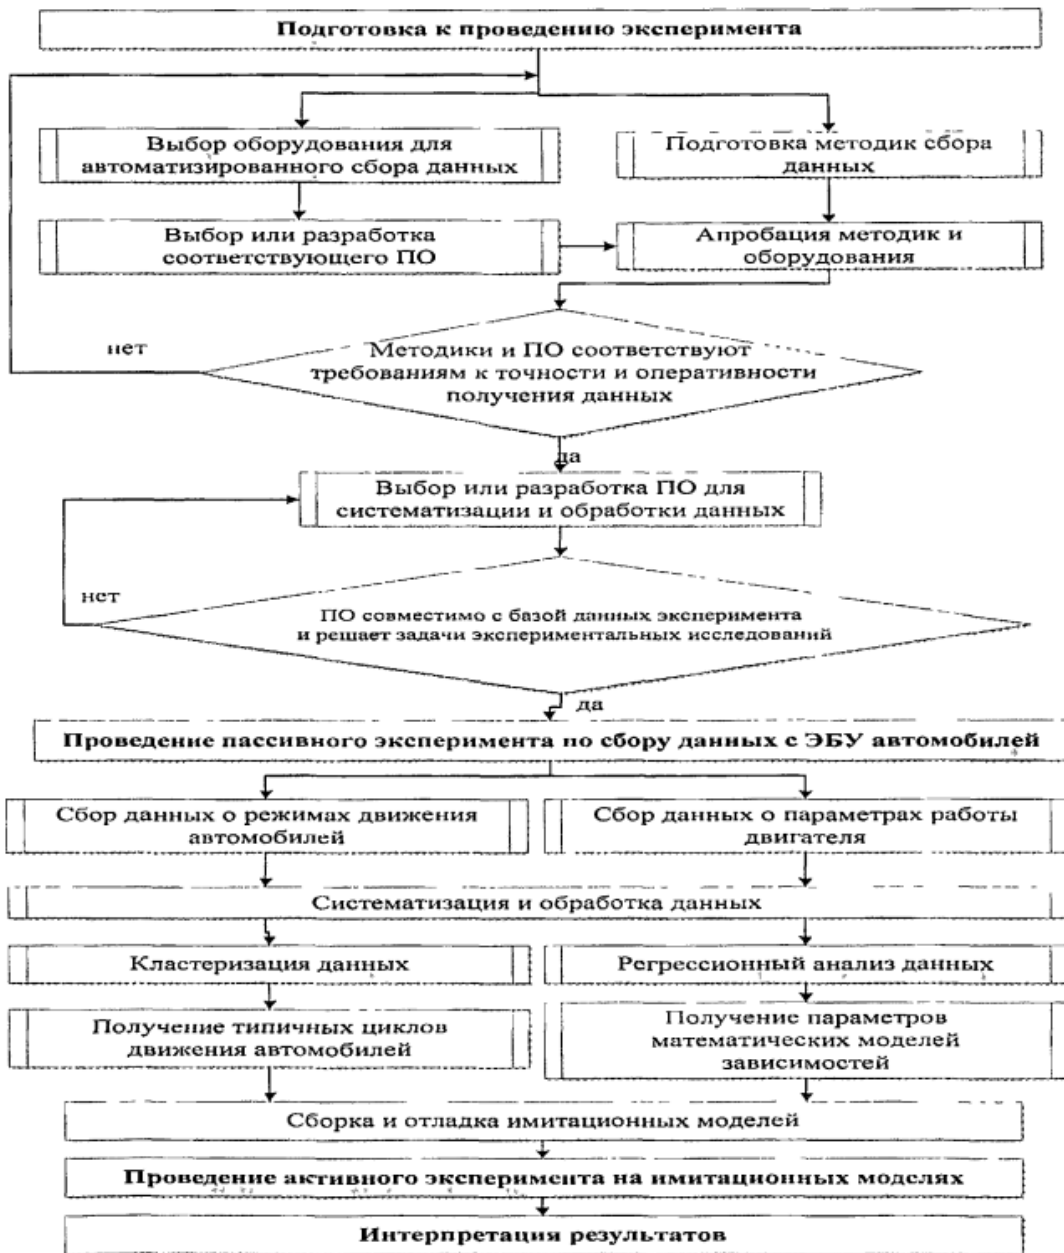 Подготовка к проведению эксперимента
Выбор оборудования для
автоматизированного сбора данных
Подготовка методик сбора
данных
Выбор или разработка
соответствующего ПО
Апробация методик и
оборудования
нет
Методики и ПО соответствуют
требованиям к точности и оперативности
получения данных
да
Выбор или разработка ПО для
систематизации и обработки данных
нет
ПО совместимо с базой данных эксперимента
и решает задачи экспериментальных исследований
да
Проведение пассивного эксперимента по сбору данных с ЭБУ автомобилей
Сбор данных о режимах движения
автомобилей
Сбор данных о параметрах работы
двигателя
Систематизация и обработка данных
Кластеризация данных
Регрессионный анализ данных
Получение типичных циклов
движения автомобилей
Получение параметров
математических моделей
зависимостей
Сборка и отладка имитационных моделей
Проведение активного эксперимента на имитационных моделях
Интерпретация результатов